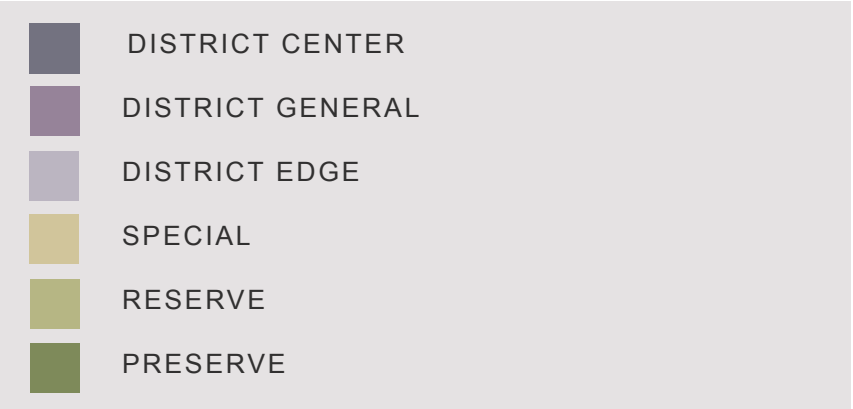 DISTRICT CENTER
DISTRICT GENERAL
DISTRICT EDGE
SPECIAL
RESERVE
PRESERVE